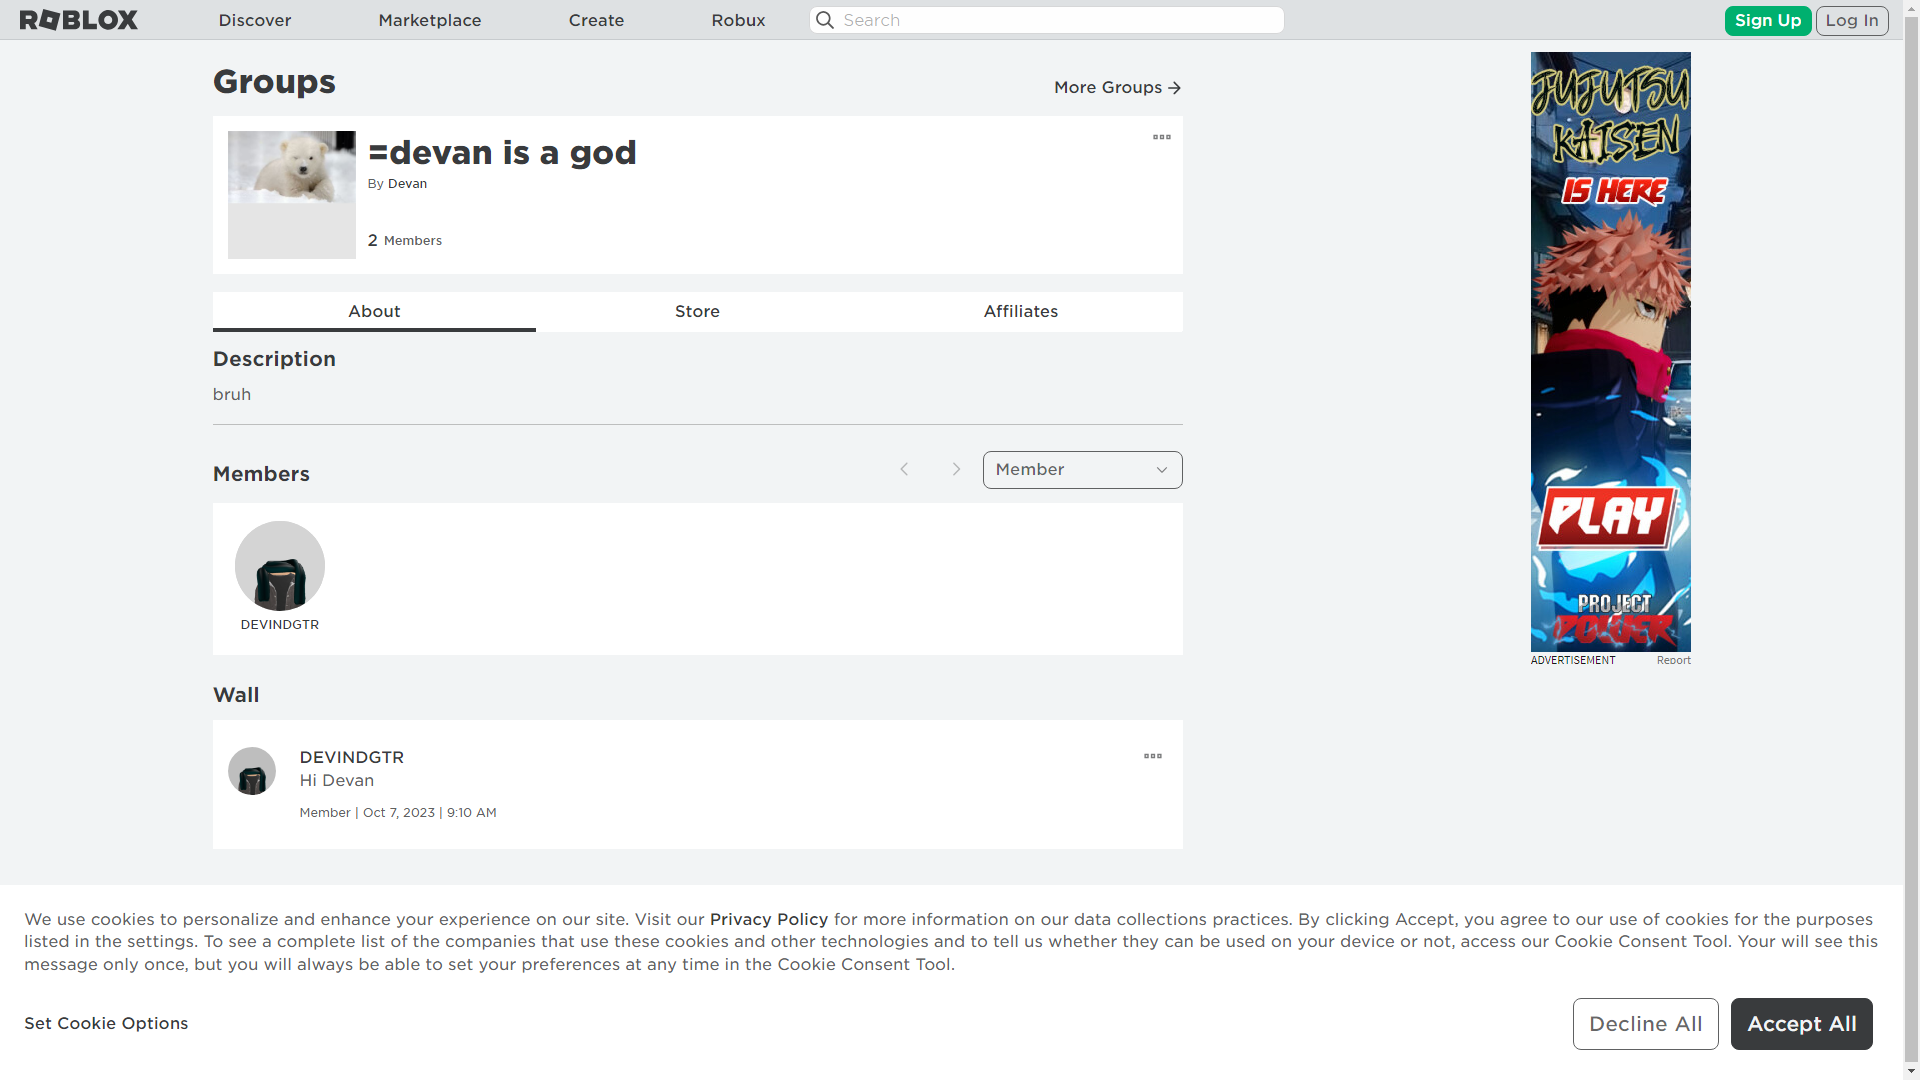 ROBLOX
Discover
Marketplace
Create
Robux
Search
Sign Up
Log In
Groups
More Groups
=devan is a god
By Devan
2 Members
About
Store
Affiliates
Description
bruh
Members
Member
DEVINDGTR
Wall
DEVINDGTR
Hi Devan
Member | Oct 7, 2023 | 9:10 AM
JUJUTSU
KAISEN
IS HERE
PLAY
PROJECT
POWER
ADVERTISEMENT
Report
We use cookies to personalize and enhance your experience on our site. Visit our Privacy Policy for more information on our data collections practices. By clicking Accept, you agree to our use of cookies for the purposes
listed in the settings. To see a complete list of the companies that use these cookies and other technologies and to tell us whether they can be used on your device or not, access our Cookie Consent Tool. Your will see this
message only once, but you will always be able to set your preferences at any time in the Cookie Consent Tool.
Set Cookie Options
Decline All
Accept All